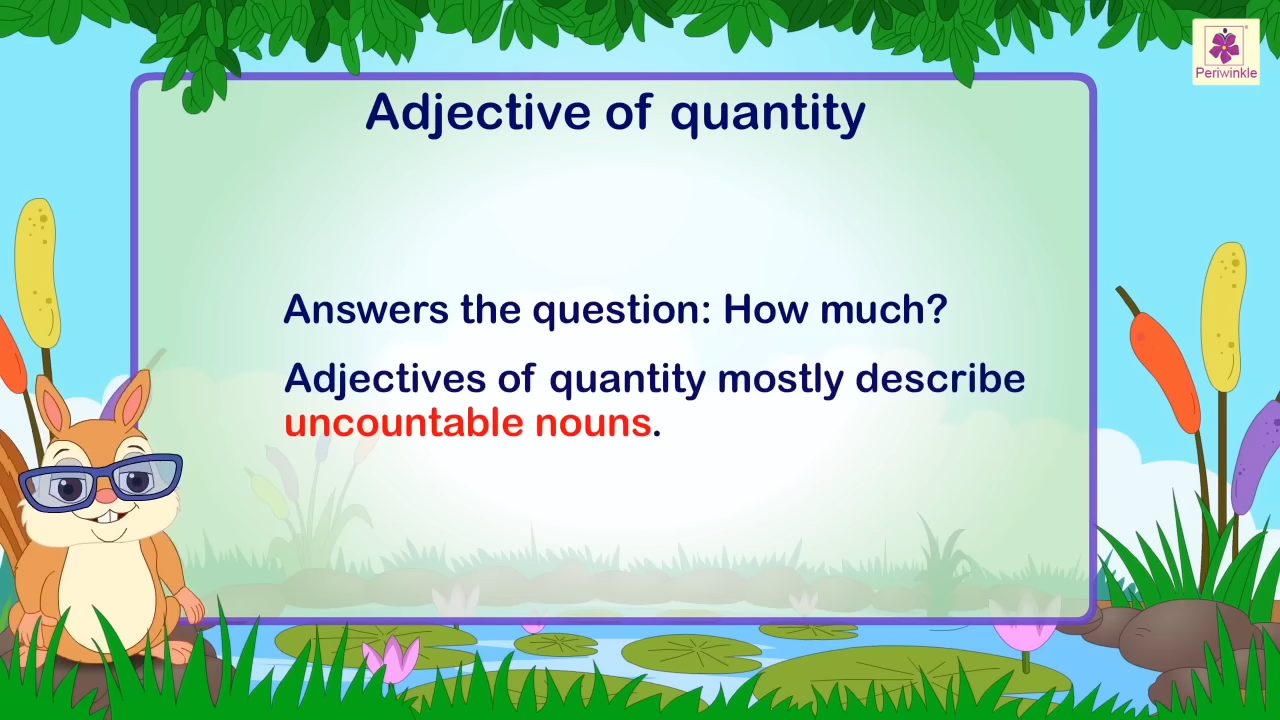 Adjective of quantity
Periwinkle
Answers the question: How much?
Adjectives of quantity mostly describe
uncountable nouns.